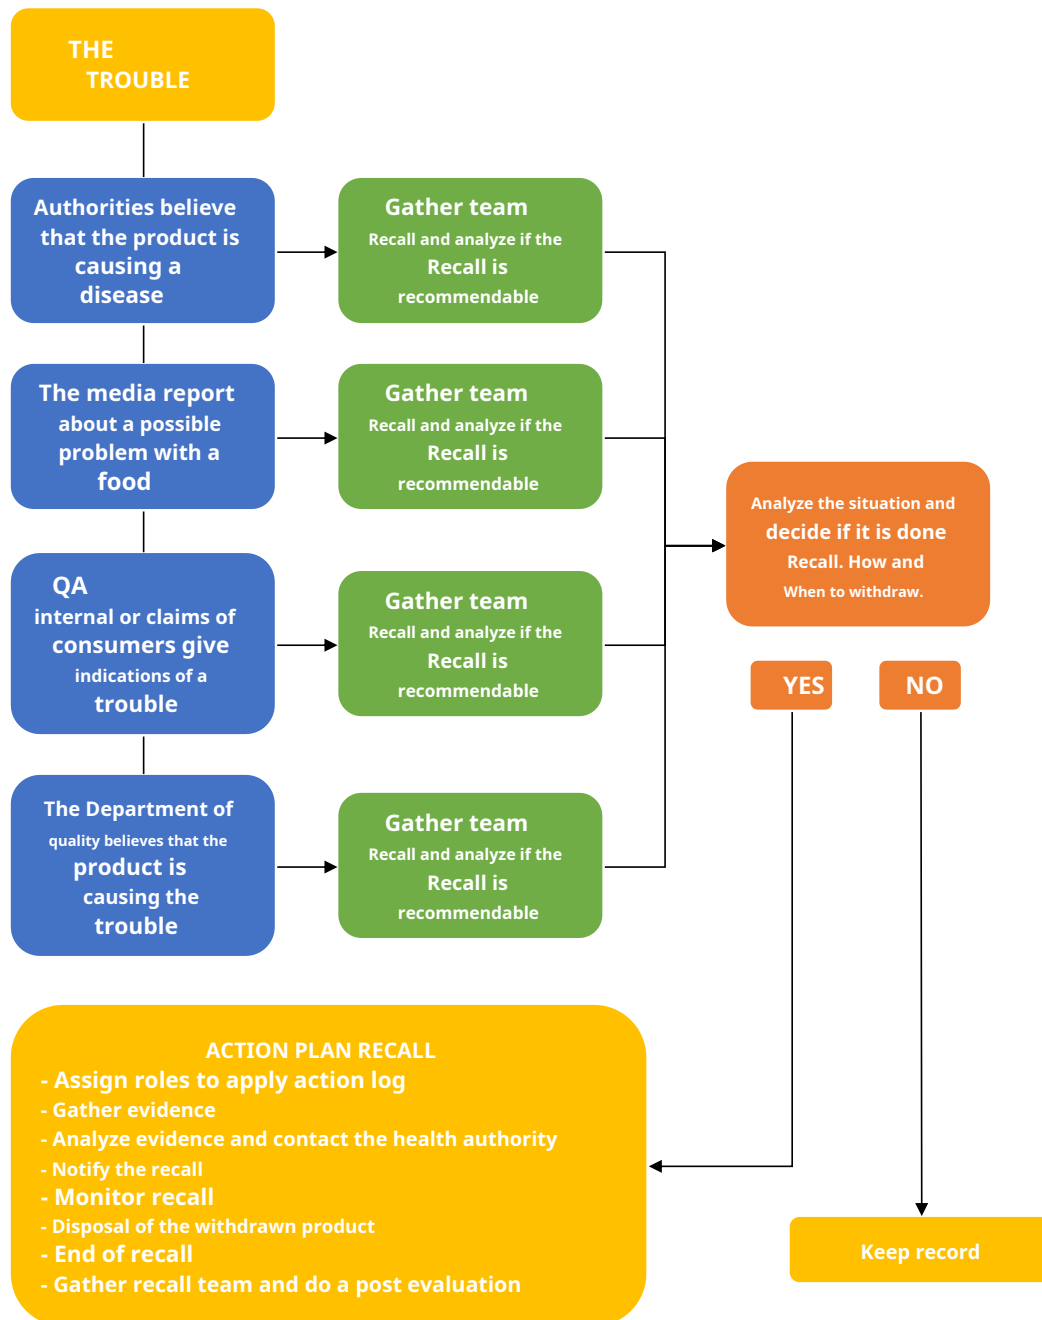 THE
TROUBLE
Authorities believe
that the product is
causing a
disease
Gather team
Recall and analyze if the
Recall is
recommendable
The media report
about a possible
problem with a
food
Gather team
Recall and analyze if the
Recall is
recommendable
QA
internal or claims of
consumers give
indications of a
trouble
Gather team
Recall and analyze if the
Recall is
recommendable
The Department of
quality believes that the
product is
causing the
trouble
Gather team
Recall and analyze if the
Recall is
recommendable
Analyze the situation and
decide if it is done
Recall. How and
When to withdraw.
YES
NO
ACTION PLAN RECALL
- Assign roles to apply action log
- Gather evidence
- Analyze evidence and contact the health authority
- Notify the recall
- Monitor recall
- Disposal of the withdrawn product
- End of recall
- Gather recall team and do a post evaluation
Keep record